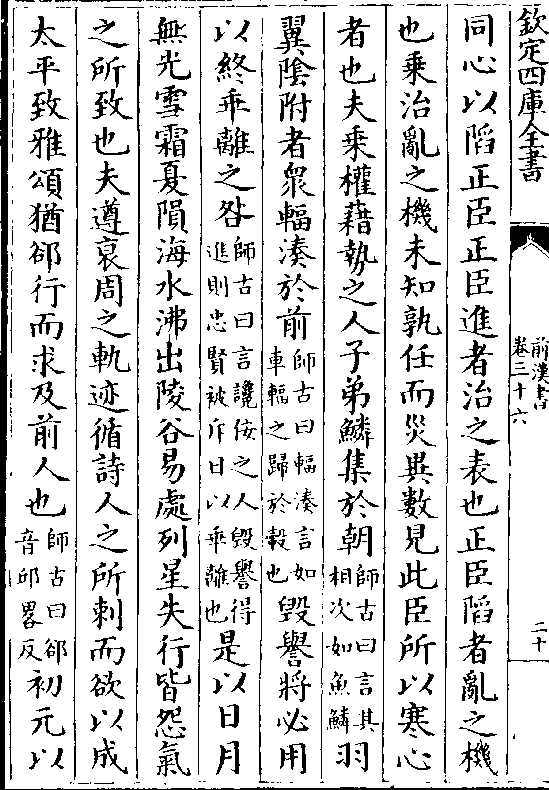 欽定四庫全書
前漢書
卷三十六
二十
同心以陷正臣正臣進者治之表也正臣陷者亂之機
也乗治亂之機未知孰任而災異數見此臣所以寒心
者也夫乗權藉埶之人子弟鱗集於朝師古曰言其相次如魚鱗羽
翼陰附者衆輻湊於前師古曰輻湊言如車輻之歸於轂也毀譽將必用
以終乖離之咎師古曰言讒佞之人毀譽得進則忠賢被斥日以乖離也是以日月
無光雪霜夏隕海水沸出陵谷易處列星失行皆怨氣
之所致也夫遵衰周之軌迹循詩人之所刺而欲以成
太平致雅頌猶郤行而求及前人也師古曰郤音邱畧反初元以